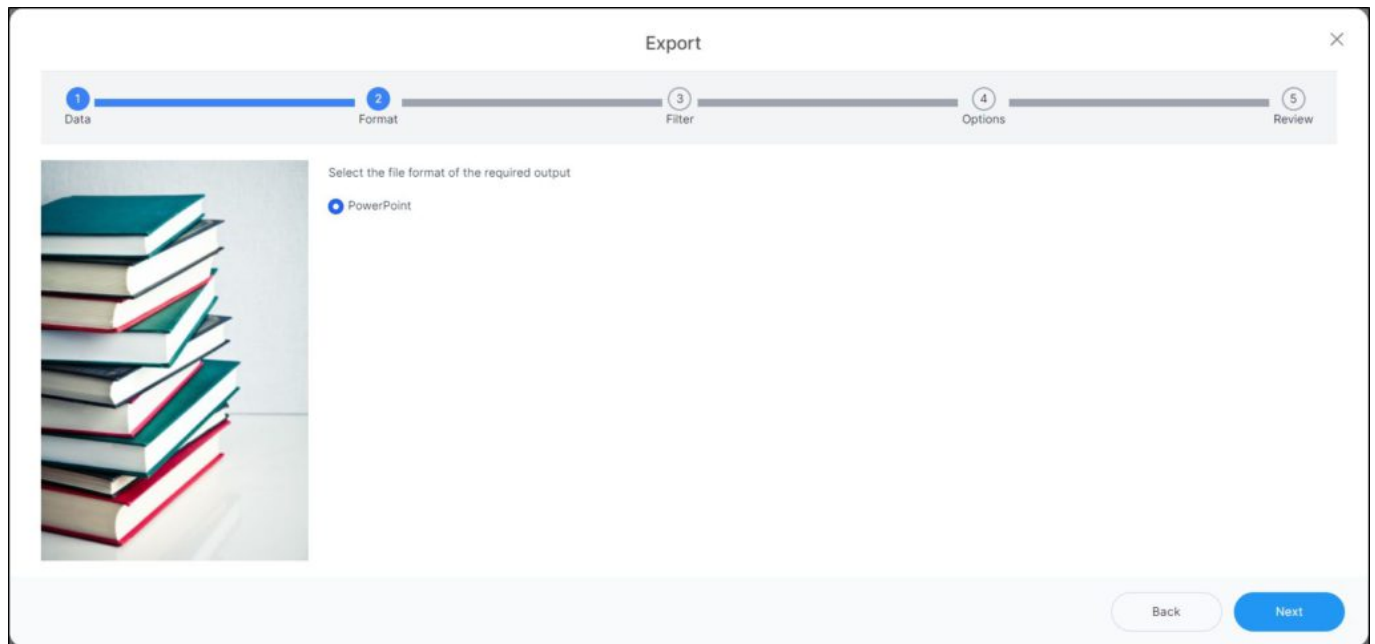 Export
1
Data
2
Format
3
Filter
4
Options
5
Review
Select the file format of the required output
PowerPoint
Back
Next